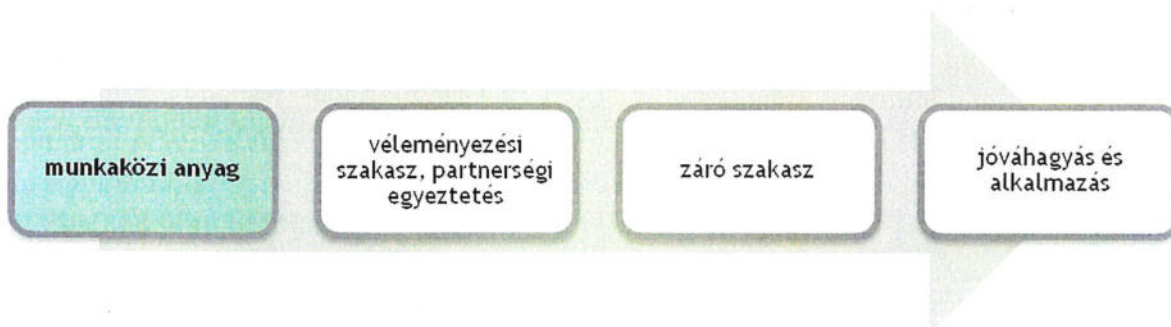 munkaközi anyag
véleményezési
szakasz, partnerségi
egyeztetés
záró szakasz
jóváhagyás és
alkalmazás